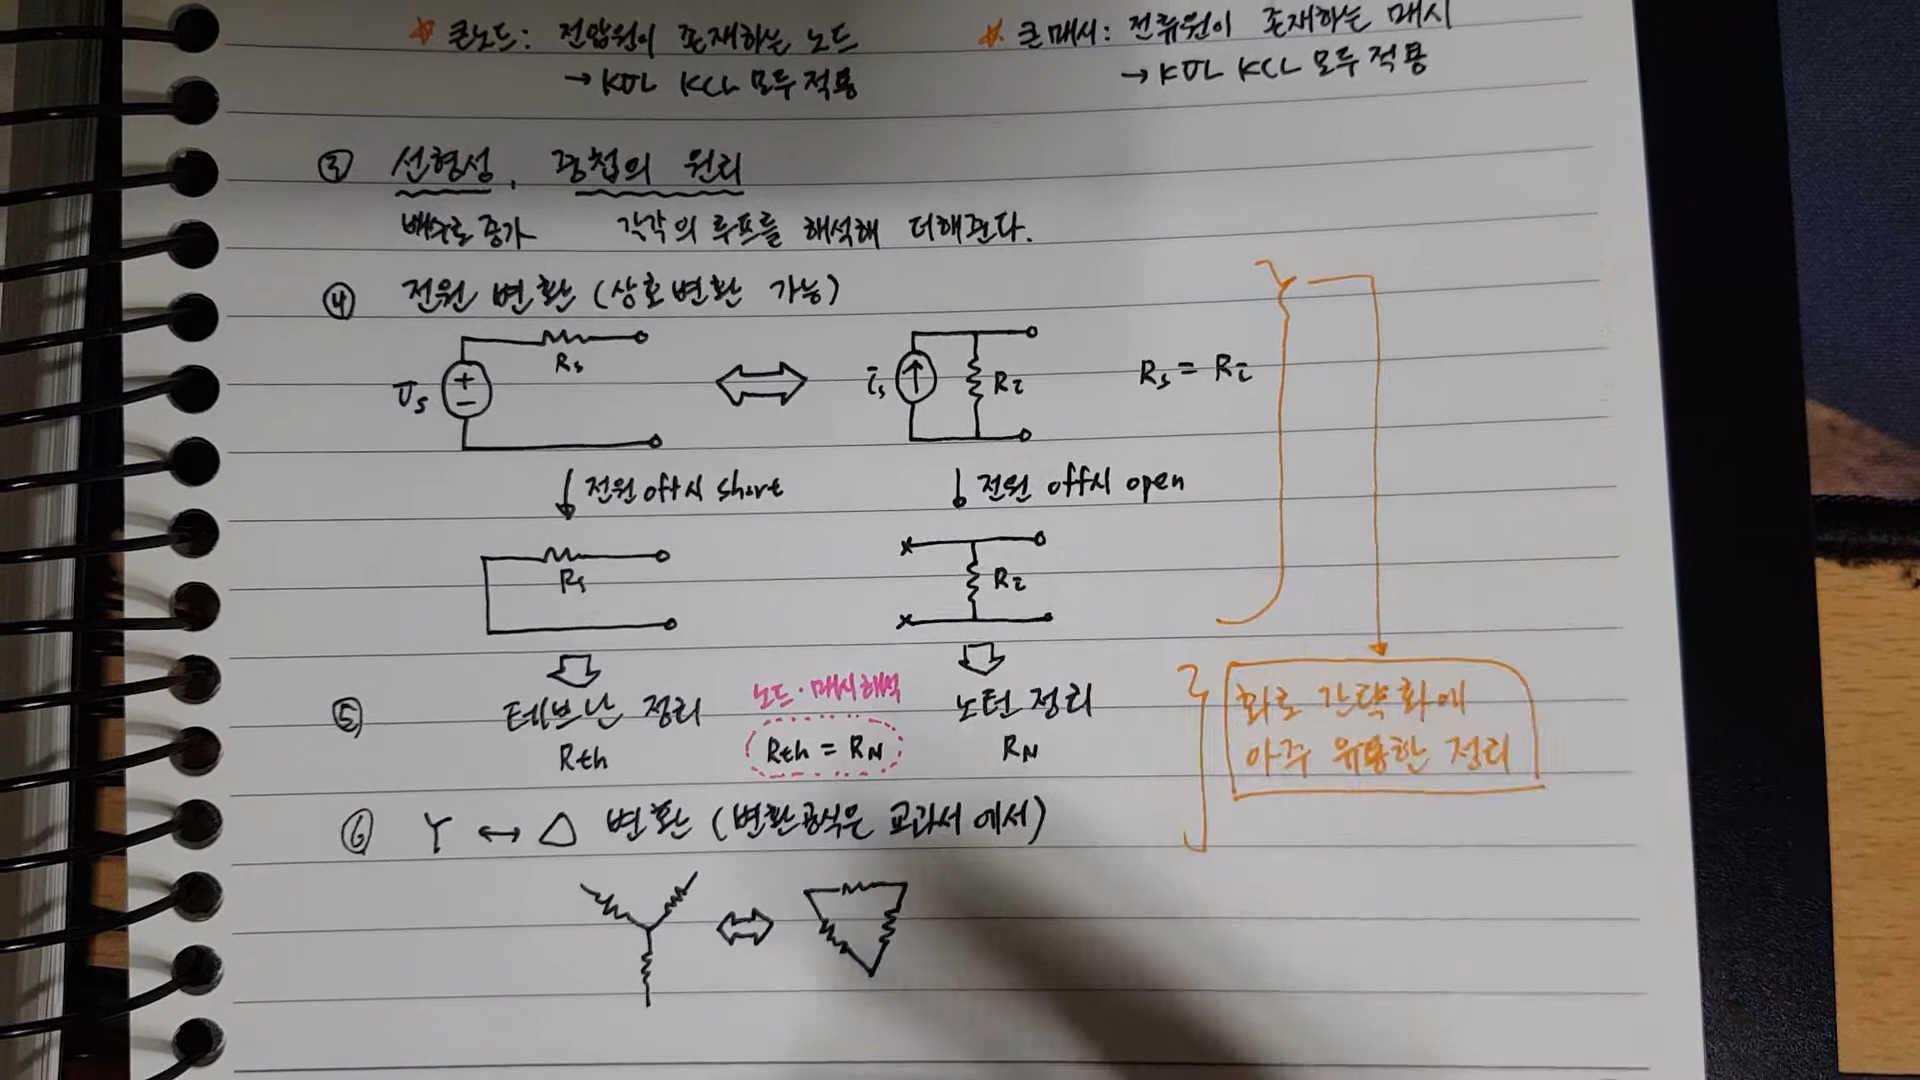 ☆ 큰노드: 전압원이 존재하는 노드
→ KVL KCL 모두 적용
☆ 큰 매시: 전류원이 존재하는 매시
→ KVL KCL 모두 적용
③ 선형성, 중첩의 원리
배수로 증가 각각의 루프를 해석해 더해준다.
④ 전원 변환 (상호변환 가능)
Vs + − Rs
is Ri
Rs = Ri
↓ 전원 off시 short
↓ 전원 off시 open
Rs
Ri
⑤ 테브난 정리
Rth
노드·매시해석
Rth = RN
노턴 정리
RN
회로 간략화에
아주 유용한 정리
⑥ Y ↔ △ 변환 (변환공식은 교과서에서)